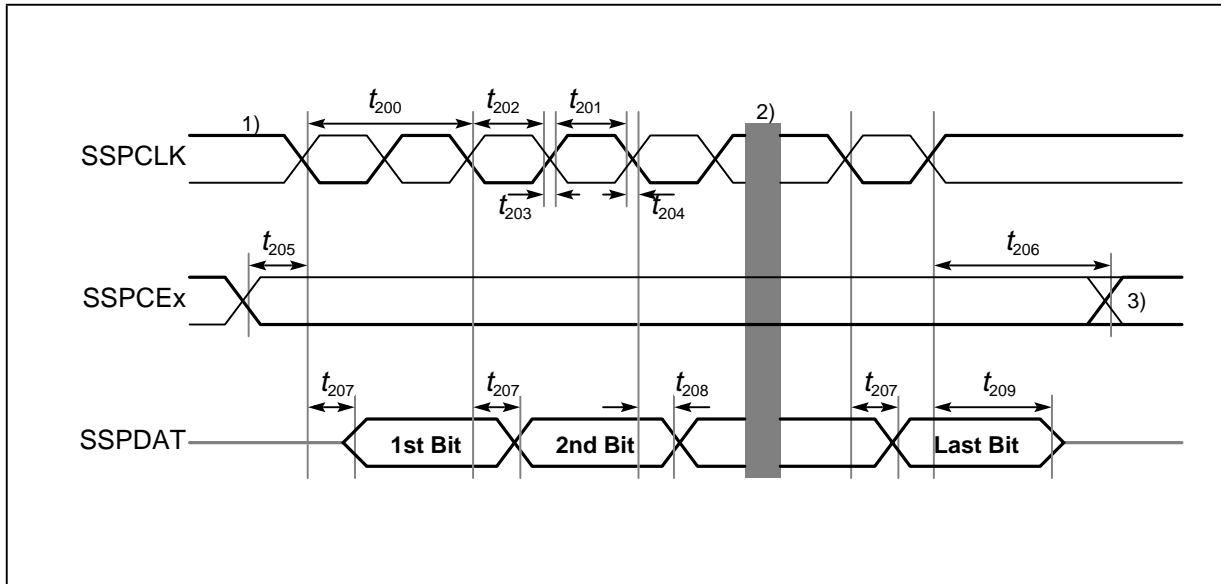 t200 t202 t201 2)
1)
SSPCLK
t203 t204
t205 t206
SSPCEx 3)
t207 t207 t208 t207 t209
SSPDAT 1st Bit 2nd Bit Last Bit